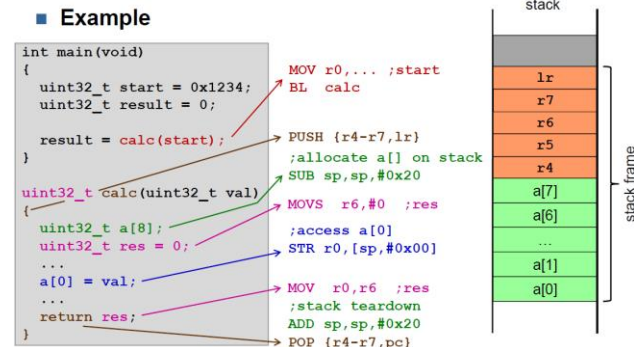 Example
int main(void)
{
uint32_t start = 0x1234;
uint32_t result = 0;
result = calc(start);
}
uint32_t calc(uint32_t val)
{
uint32_t a[8];
uint32_t res = 0;
...
a[0] = val;
...
return res;
}
MOV r0,... ;start
BL calc
PUSH {r4-r7,lr}
;allocate a[] on stack
SUB sp,sp,#0x20
MOVS r6,#0 ;res
;access a[0]
STR r0,[sp,#0x00]
MOV r0,r6 ;res
;stack teardown
ADD sp,sp,#0x20
POP {r4-r7,pc}
stack
lr
r7
r6
r5
r4
a[7]
a[6]
...
a[1]
a[0]
stack frame